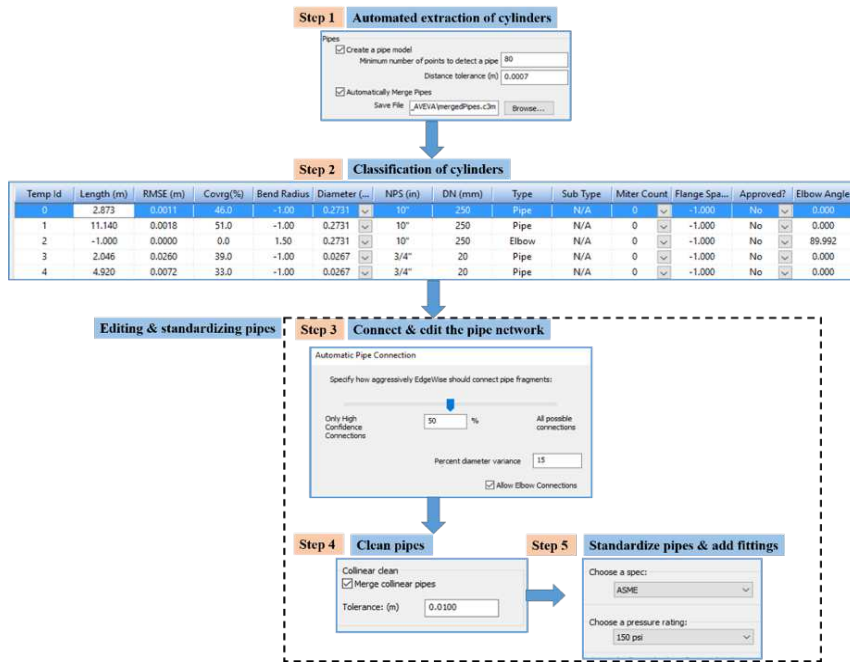 Step 1 Automated extraction of cylinders
Pipes
Create a pipe model
Minimum number of points to detect a pipe 80
Distance tolerance (m) 0.0007
Automatically Merge Pipes
Save File _AVEVA\mergedPipes.c3m Browse...
Step 2 Classification of cylinders
Temp Id Length (m) RMSE (m) Covrg(%) Bend Radius Diameter (... NPS (in) DN (mm) Type Sub Type Miter Count Flange Spa... Approved? Elbow Angle
0 2.873 0.0011 46.0 -1.00 0.2731 10" 250 Pipe N/A 0 -1.000 No 0.000
1 11.140 0.0018 51.0 -1.00 0.2731 10" 250 Pipe N/A 0 -1.000 No 0.000
2 -1.000 0.0000 0.0 1.50 0.2731 10" 250 Elbow N/A 0 -1.000 No 89.992
3 2.046 0.0260 39.0 -1.00 0.0267 3/4" 20 Pipe N/A 0 -1.000 No 0.000
4 4.920 0.0072 33.0 -1.00 0.0267 3/4" 20 Pipe N/A 0 -1.000 No 0.000
Editing & standardizing pipes Step 3 Connect & edit the pipe network
Automatic Pipe Connection
Specify how aggressively EdgeWise should connect pipe fragments:
Only High
Confidence
Connections
50 %
All possible
connections
Percent diameter variance 15
Allow Elbow Connections
Step 4 Clean pipes
Collinear clean
Merge collinear pipes
Tolerance: (m) 0.0100
Step 5 Standardize pipes & add fittings
Choose a spec:
ASME
Choose a pressure rating:
150 psi